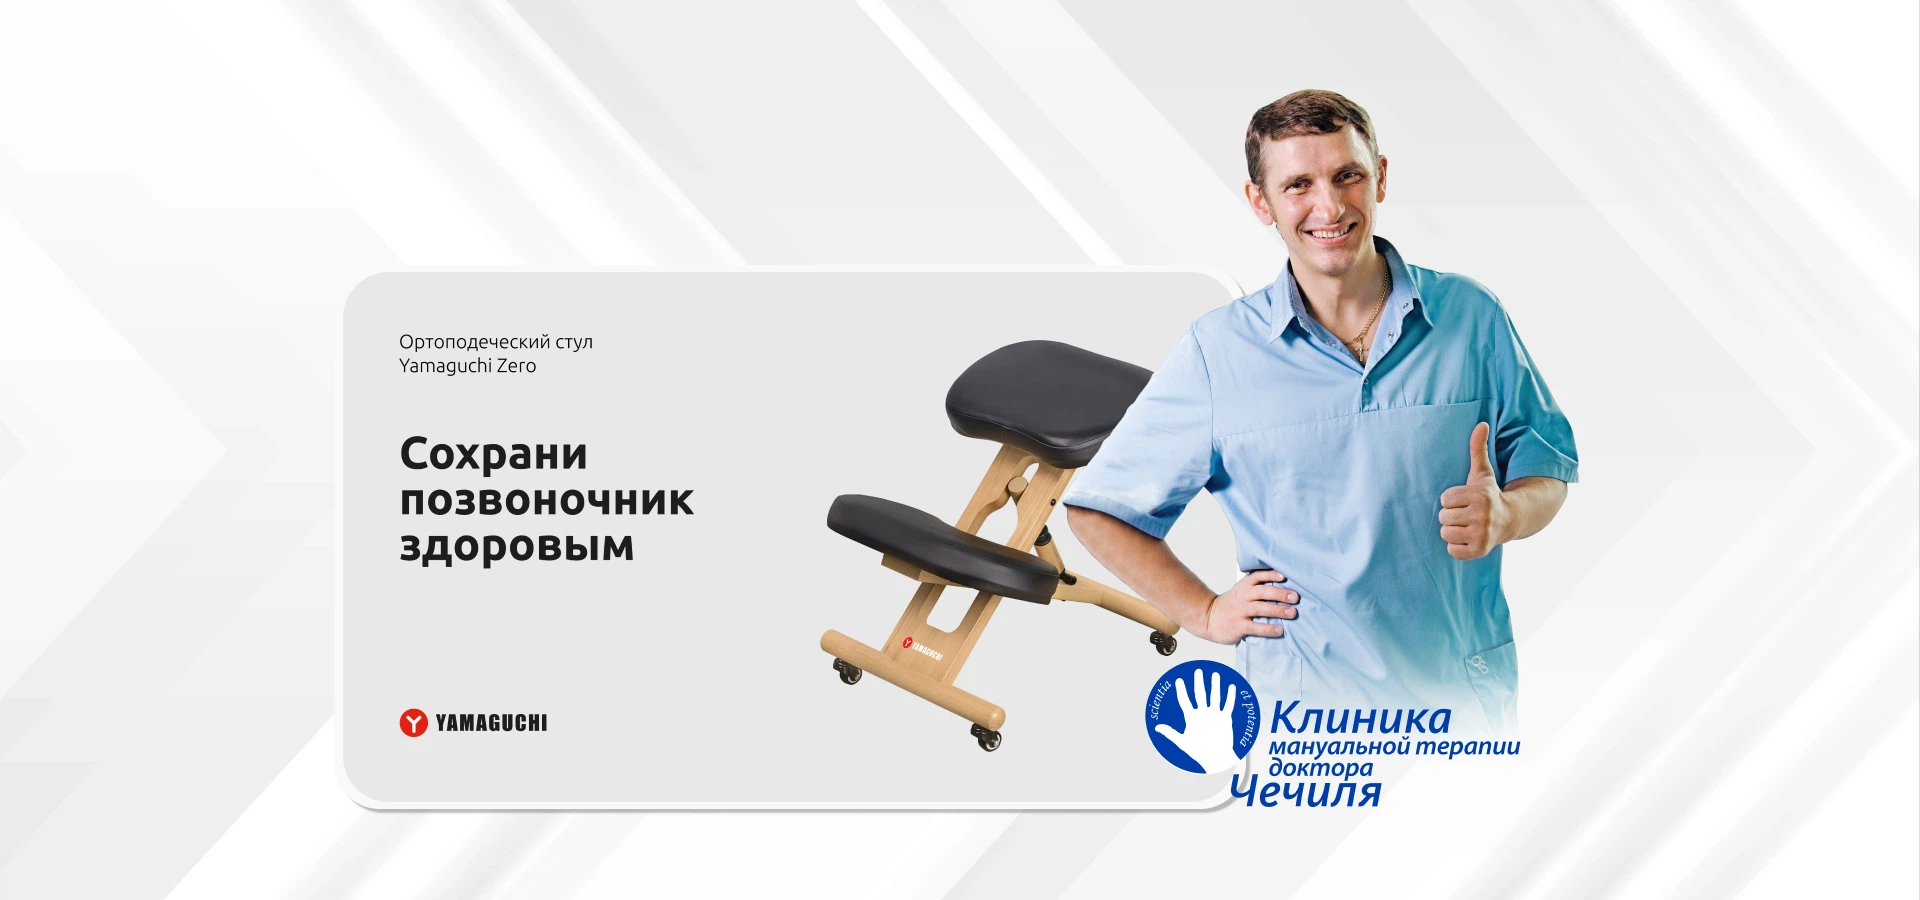 Ортоподеческий стул
Yamaguchi Zero
Сохрани
позвоночник
здоровым
YAMAGUCHI
YAMAGUCHI
scientia et potentia
Клиника
мануальной терапии
доктора
Чечиля